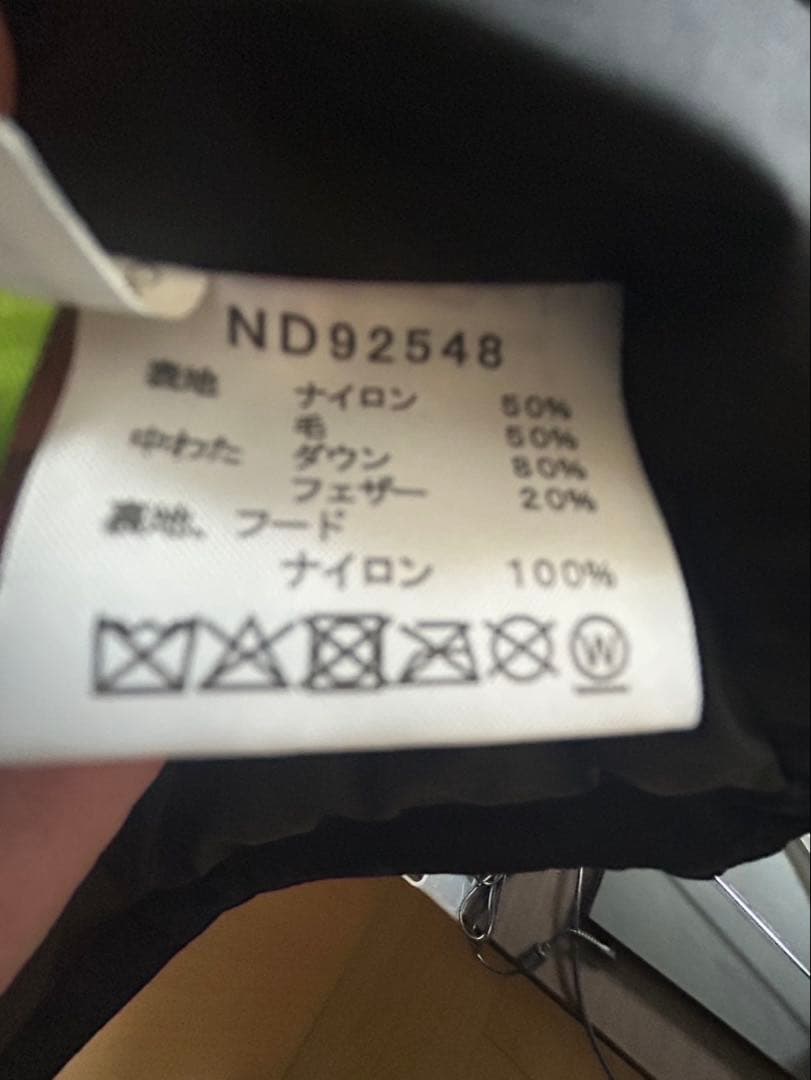 ND92548
表地 ナイロン 50%
毛 50%
中わた ダウン 80%
フェザー 20%
裏地、フード
ナイロン 100%
W